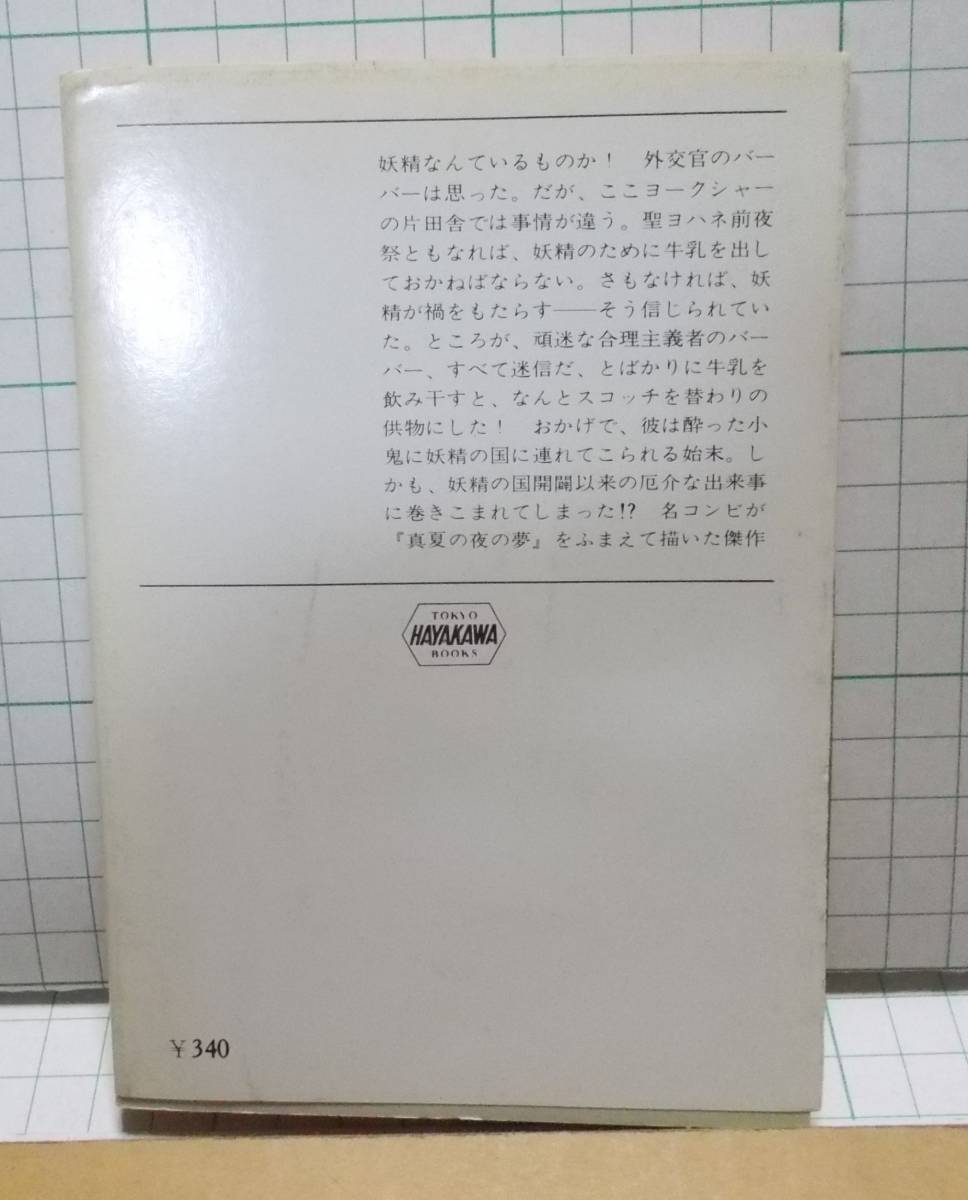 妖精なんているものか！　外交官のバー
バーは思った。だが、ここヨークシャー
の片田舎では事情が違う。聖ヨハネ前夜
祭ともなれば、妖精のために牛乳を出し
ておかねばならない。さもなければ、妖
精が禍をもたらす——そう信じられてい
た。ところが、頑迷な合理主義者のバー
バー、すべて迷信だ、とばかりに牛乳を
飲み干すと、なんとスコッチを替わりの
供物にした！　おかげで、彼は酔った小
鬼に妖精の国に連れてこられる始末。し
かも、妖精の国開闢以来の厄介な出来事
に巻きこまれてしまった!?　名コンビが
『真夏の夜の夢』をふまえて描いた傑作
TOKYO
HAYAKAWA
BOOKS
￥340